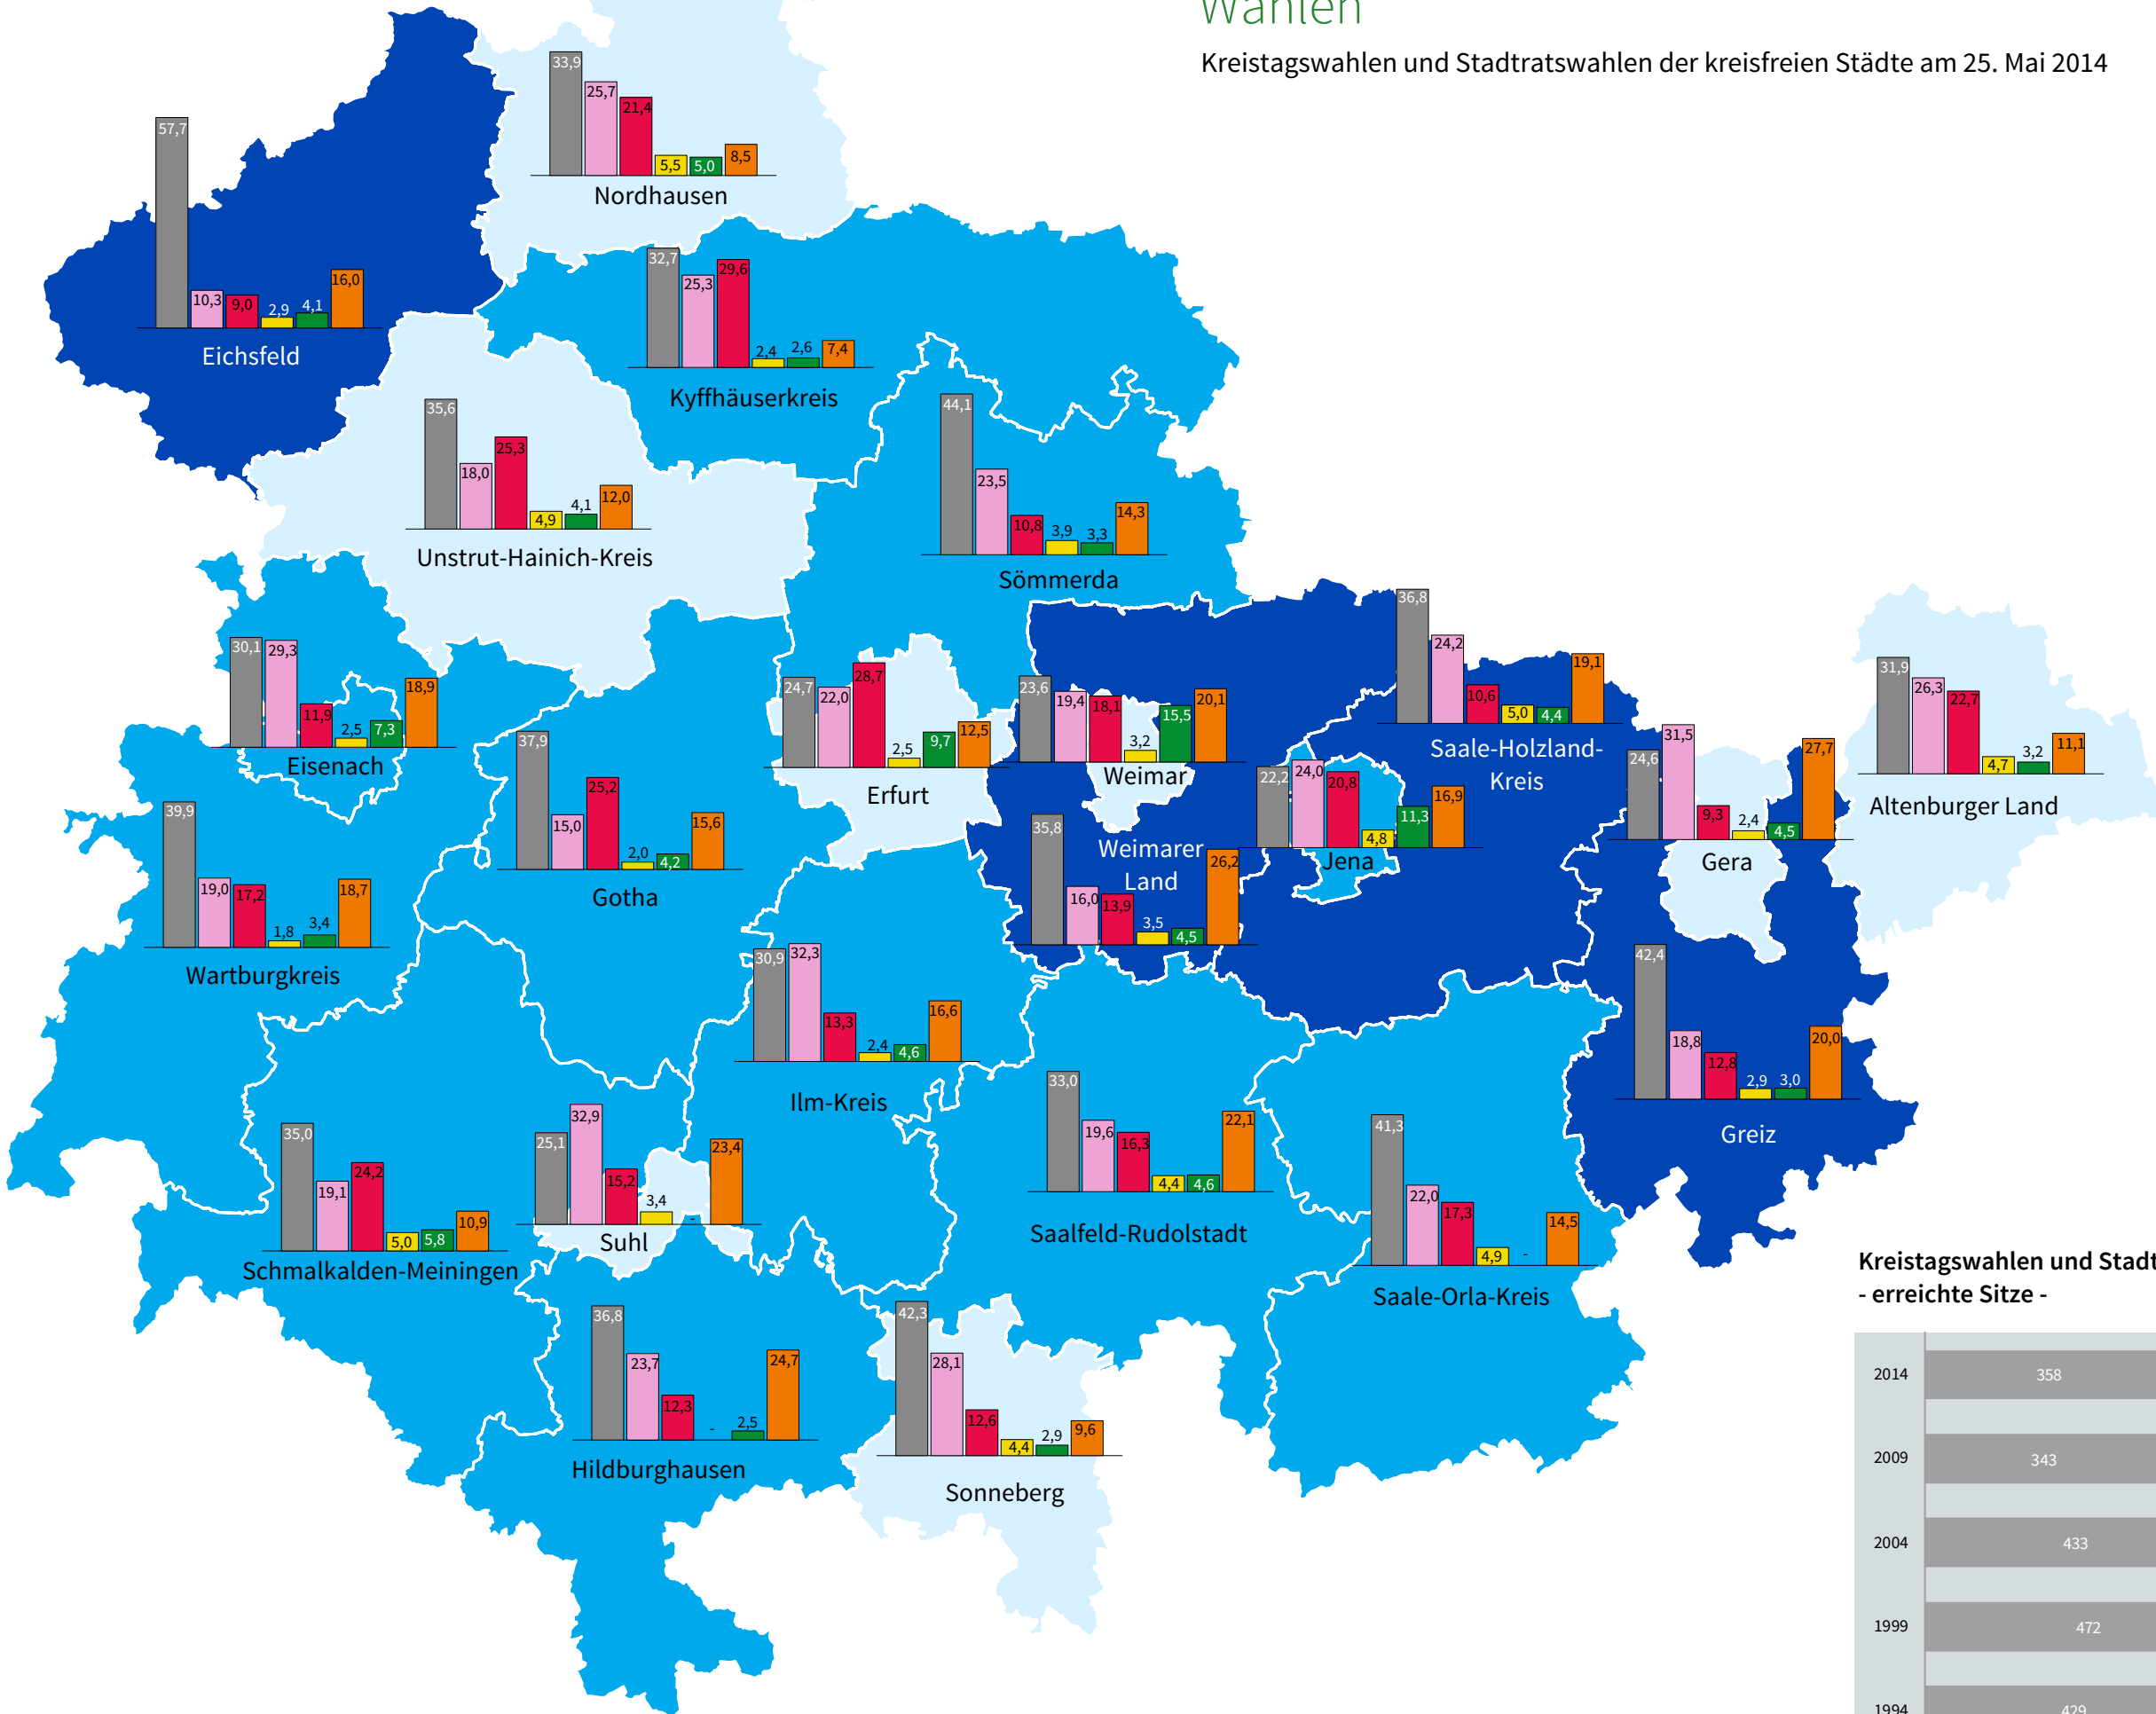 Wahlen
Kreistagswahlen und Stadtratswahlen der kreisfreien Städte am 25. Mai 2014
33,9 25,7 21,4 5,5 5,0 8,5
Nordhausen
57,7 10,3 9,0 2,9 4,1 16,0
Eichsfeld
32,7 25,3 29,6 2,4 2,6 7,4
Kyffhäuserkreis
35,6 18,0 25,3 4,9 4,1 12,0
Unstrut-Hainich-Kreis
44,1 23,5 10,8 3,9 3,3 14,3
Sömmerda
30,1 29,3 11,9 2,5 7,3 18,9
Eisenach
24,7 22,0 28,7 2,5 9,7 12,5
Erfurt
23,6 19,4 18,1 3,2 15,5 20,1
Weimar
36,8 24,2 10,6 5,0 4,4 19,1
Saale-Holzland-
Kreis
31,9 26,3 22,7 4,7 3,2 11,1
Altenburger Land
37,9 15,0 25,2 2,0 4,2 15,6
Gotha
22,2 24,0 20,8 4,8 11,3 16,9
Jena
24,6 31,5 9,3 2,4 4,5 27,7
Gera
39,9 19,0 17,2 1,8 3,4 18,7
Wartburgkreis
35,8 16,0 13,9 3,5 4,5 26,2
Weimarer
Land
30,9 32,3 13,3 2,4 4,6 16,6
Ilm-Kreis
42,4 18,8 12,8 2,9 3,0 20,0
Greiz
35,0 19,1 24,2 5,0 5,8 10,9
Schmalkalden-Meiningen
25,1 32,9 15,2 3,4 - 23,4
Suhl
33,0 19,6 16,3 4,4 4,6 22,1
Saalfeld-Rudolstadt
41,3 22,0 17,3 4,9 - 14,5
Saale-Orla-Kreis
36,8 23,7 12,3 - 2,5 24,7
Hildburghausen
42,3 28,1 12,6 4,4 2,9 9,6
Sonneberg
Kreistagswahlen und Stadt
- erreichte Sitze -
2014 358
2009 343
2004 433
1999 472
1994 429